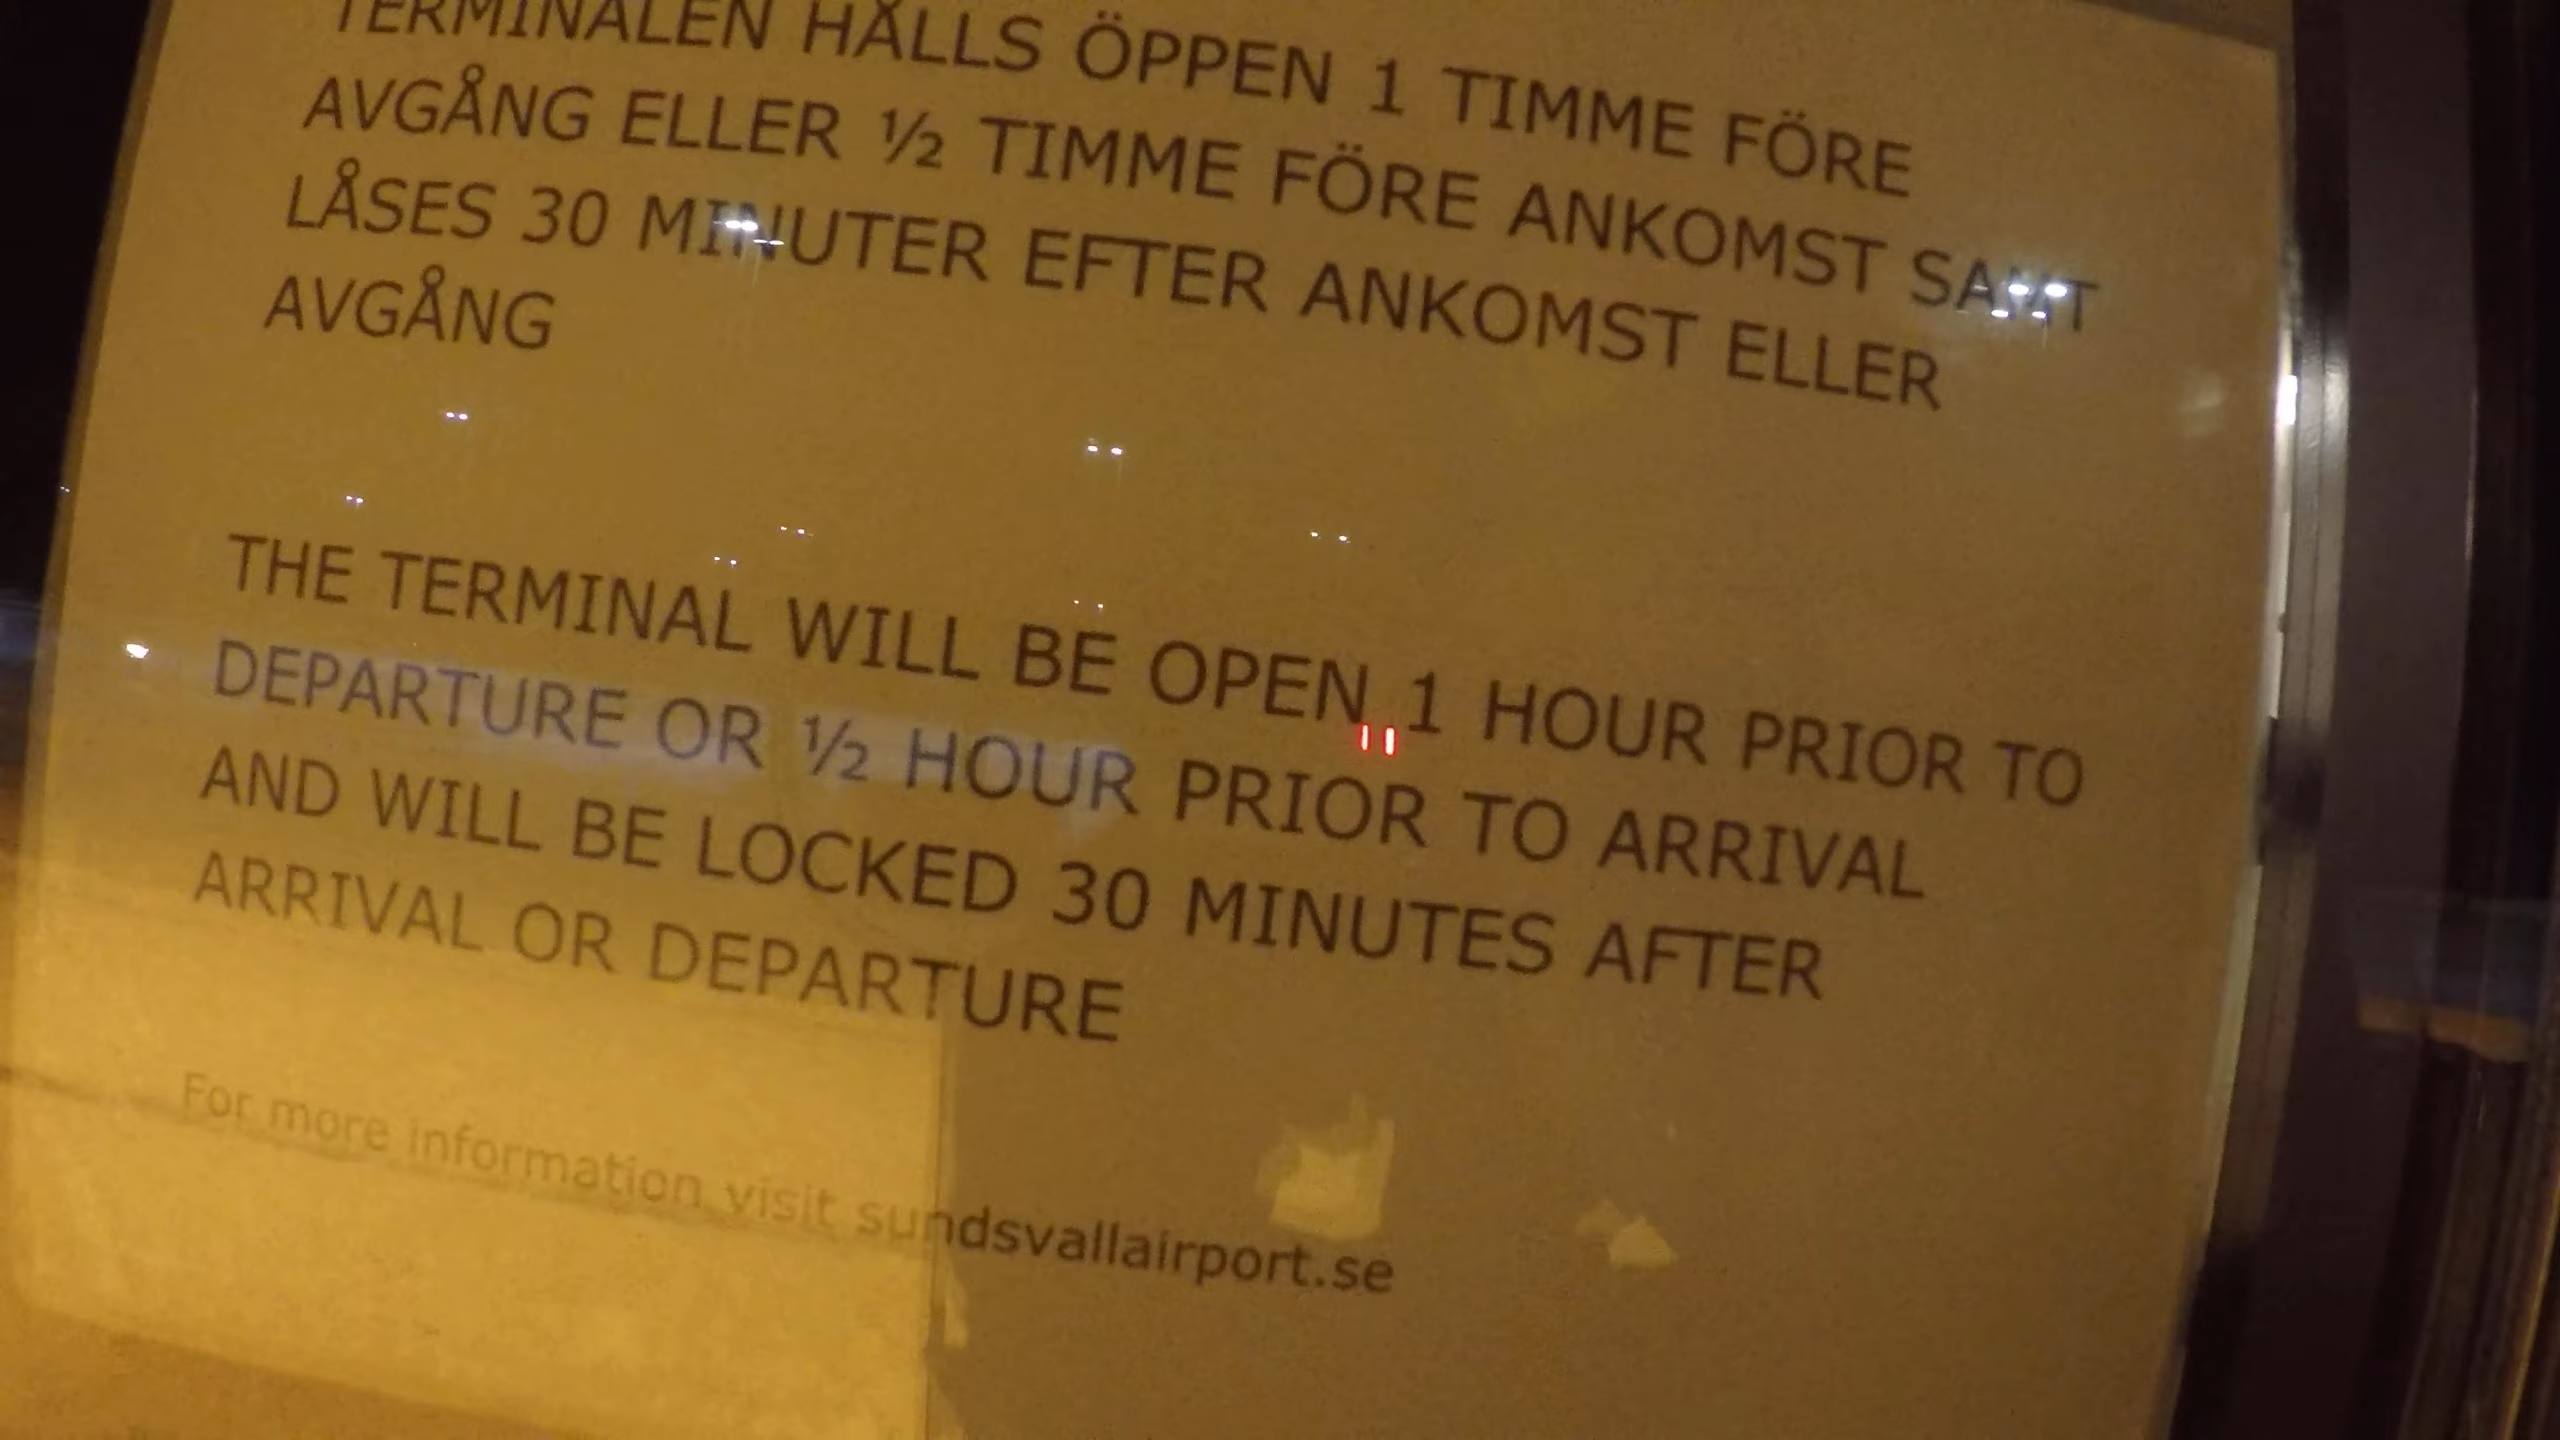 TERMINALEN HÅLLS ÖPPEN 1 TIMME FÖRE
AVGÅNG ELLER ½ TIMME FÖRE ANKOMST SAMT
LÅSES 30 MINUTER EFTER ANKOMST ELLER
AVGÅNG
THE TERMINAL WILL BE OPEN 1 HOUR PRIOR TO
DEPARTURE OR ½ HOUR PRIOR TO ARRIVAL
AND WILL BE LOCKED 30 MINUTES AFTER
ARRIVAL OR DEPARTURE
For more information visit sundsvallairport.se